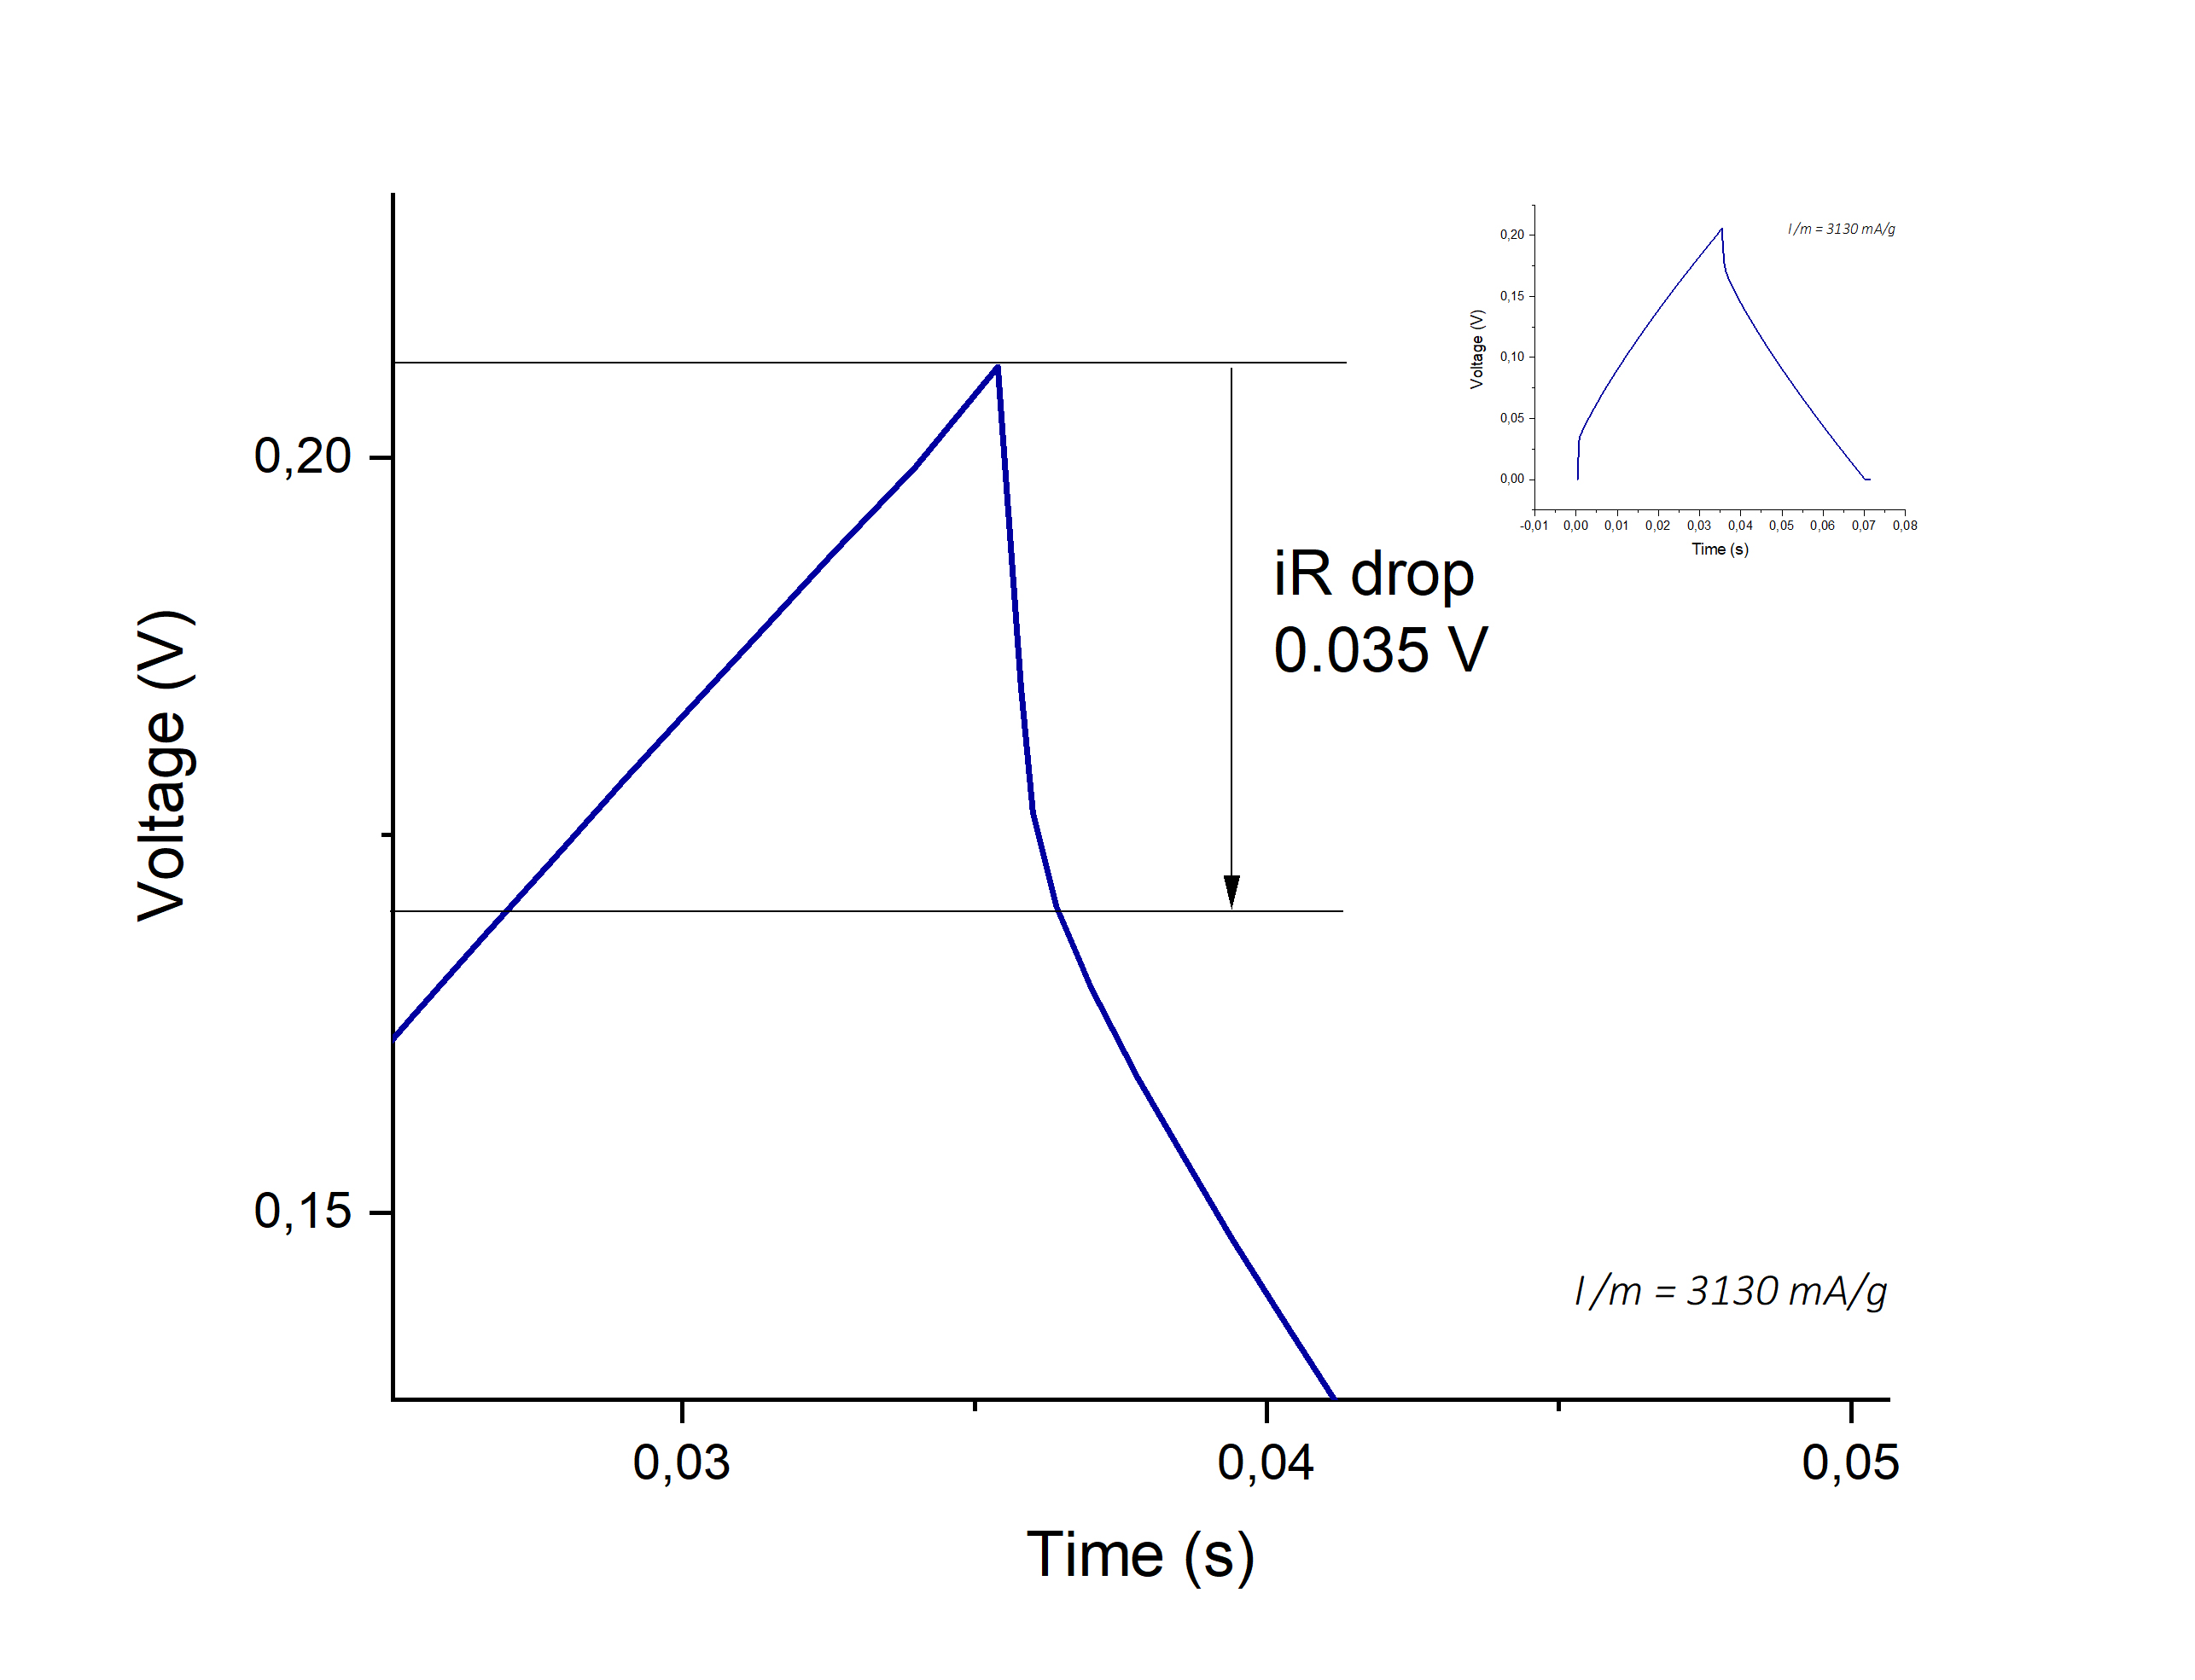 I /m = 3130 mA/g
0,20
0,15
0,10
0,05
0,00
Voltage (V)
-0,01 0,00 0,01 0,02 0,03 0,04 0,05 0,06 0,07 0,08
Time (s)
0,20
0,15
Voltage (V)
iR drop
0.035 V
I /m = 3130 mA/g
0,03 0,04 0,05
Time (s)